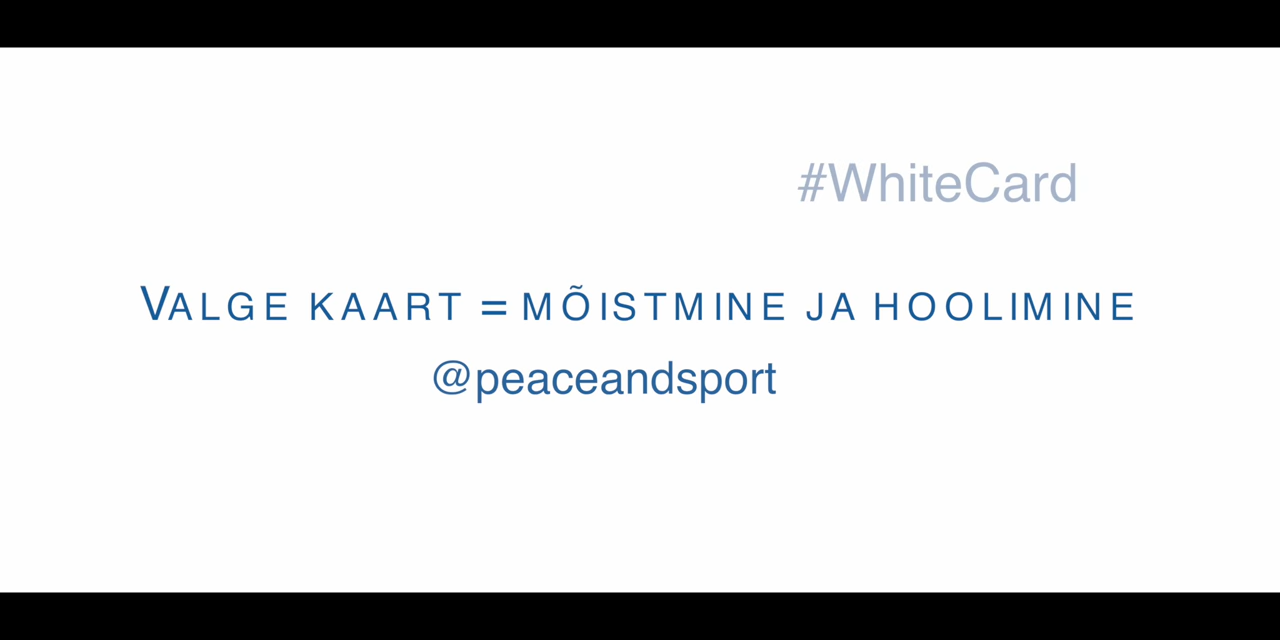 #WhiteCard
VALGE KAART = MÕISTMINE JA HOOLIMINE
@peaceandsport